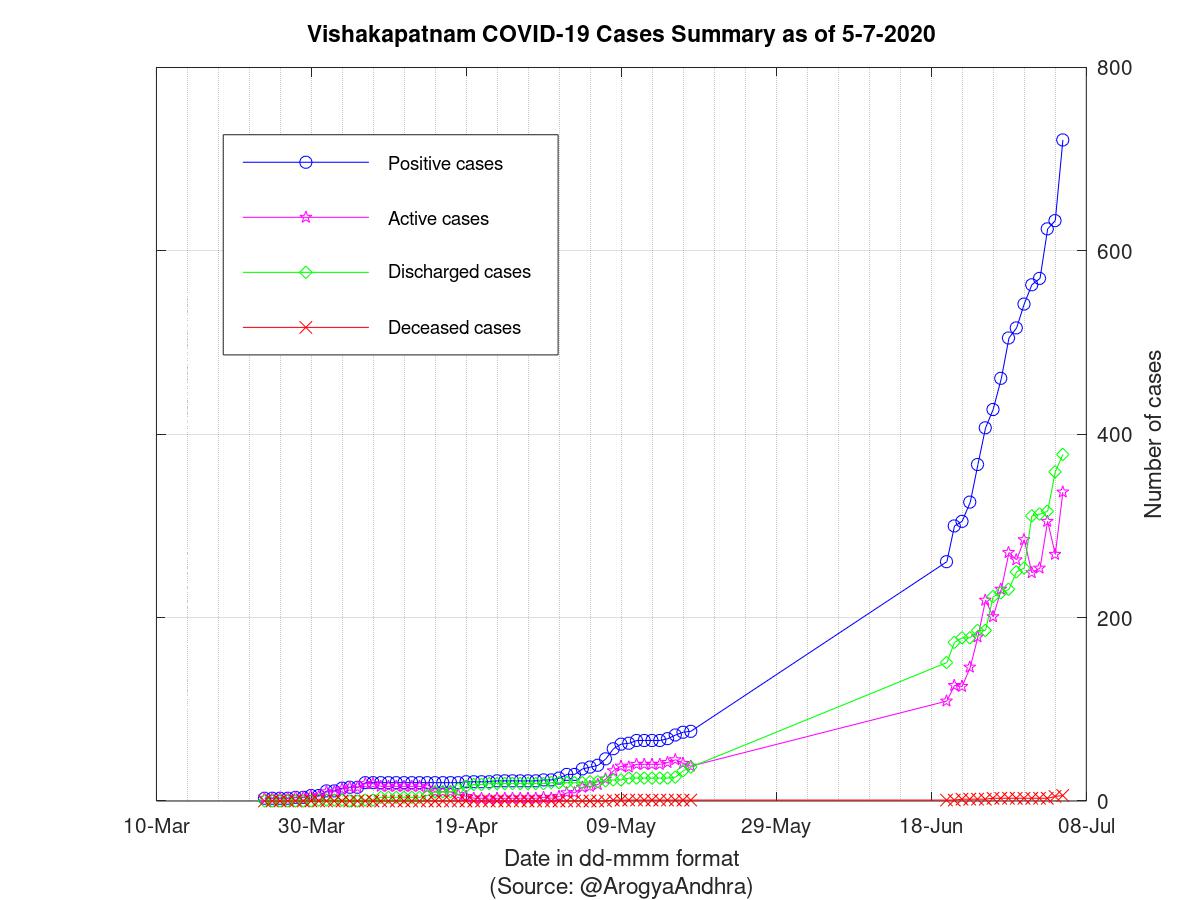 Vishakapatnam COVID-19 Cases Summary as of 5-7-2020
800
Positive cases
Active cases
600
Discharged cases
Deceased cases
400
Number of cases
200
0
10-Mar 30-Mar 19-Apr 09-May 29-May 18-Jun 08-Jul
Date in dd-mmm format
(Source: @ArogyaAndhra)